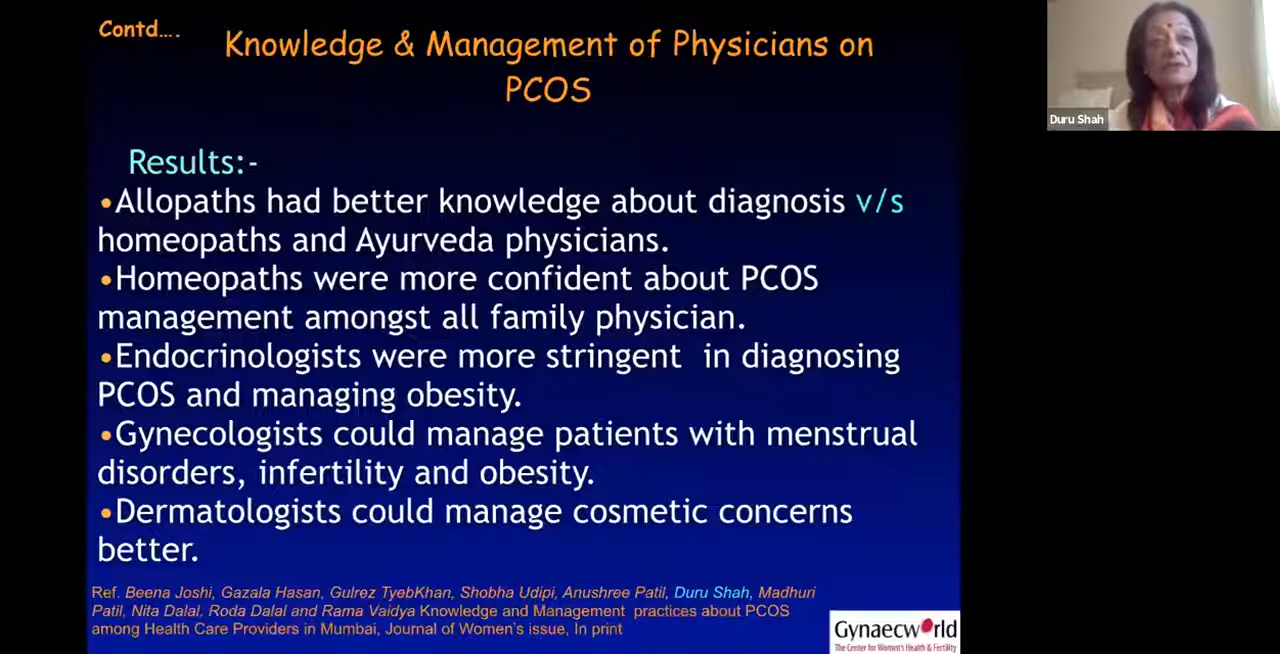 Contd….
Knowledge & Management of Physicians on
PCOS
Results:-
•Allopaths had better knowledge about diagnosis v/s
homeopaths and Ayurveda physicians.
•Homeopaths were more confident about PCOS
management amongst all family physician.
•Endocrinologists were more stringent in diagnosing
PCOS and managing obesity.
•Gynecologists could manage patients with menstrual
disorders, infertility and obesity.
•Dermatologists could manage cosmetic concerns
better.
Ref. Beena Joshi, Gazala Hasan, Gulrez TyebKhan, Shobha Udipi, Anushree Patil, Duru Shah, Madhuri
Patil, Nita Dalal, Roda Dalal and Rama Vaidya Knowledge and Management practices about PCOS
among Health Care Providers in Mumbai, Journal of Women's issue, In print
Gynaecworld
The Center for Women's Health & Fertility
Duru Shah